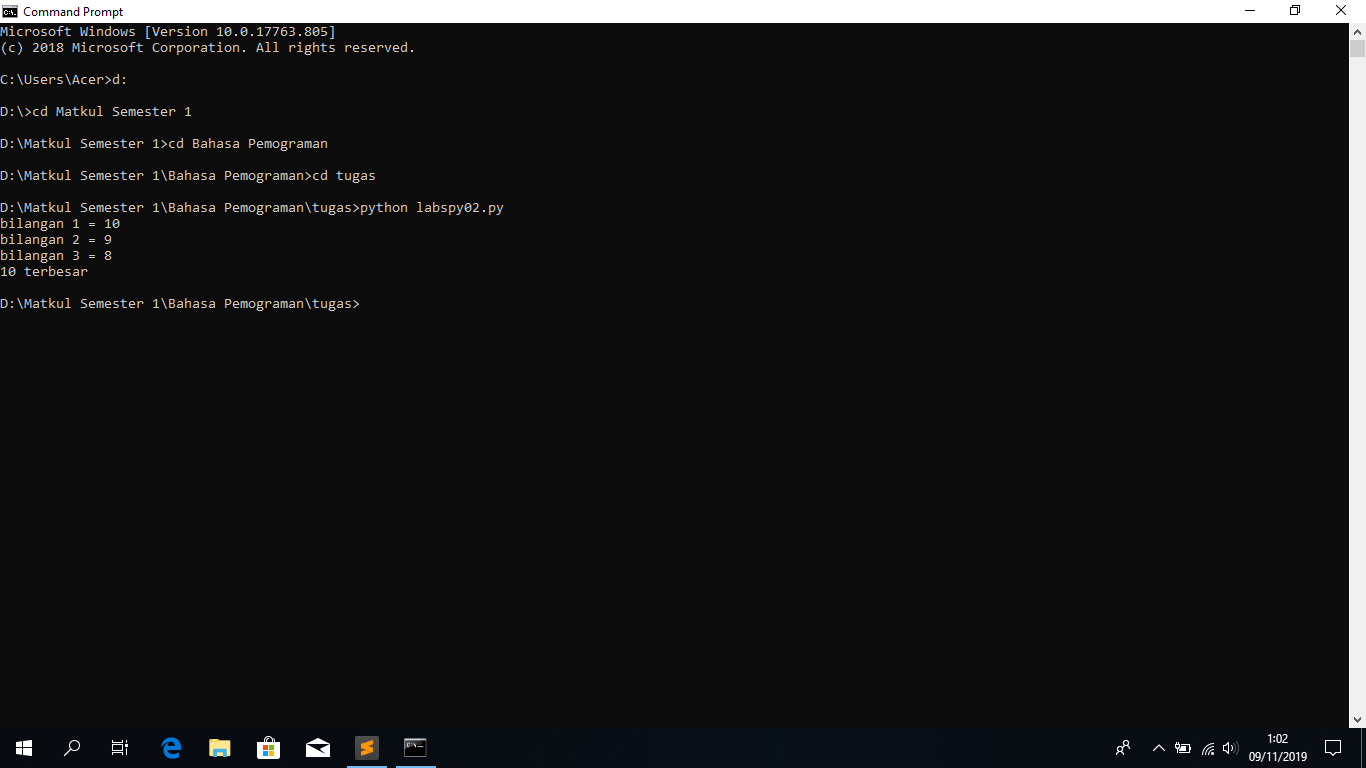 Command Prompt
Microsoft Windows [Version 10.0.17763.805]
(c) 2018 Microsoft Corporation. All rights reserved.
C:\Users\Acer>d:
D:\>cd Matkul Semester 1
D:\Matkul Semester 1>cd Bahasa Pemograman
D:\Matkul Semester 1\Bahasa Pemograman>cd tugas
D:\Matkul Semester 1\Bahasa Pemograman\tugas>python labspy02.py
bilangan 1 = 10
bilangan 2 = 9
bilangan 3 = 8
10 terbesar
D:\Matkul Semester 1\Bahasa Pemograman\tugas>
1:02
09/11/2019